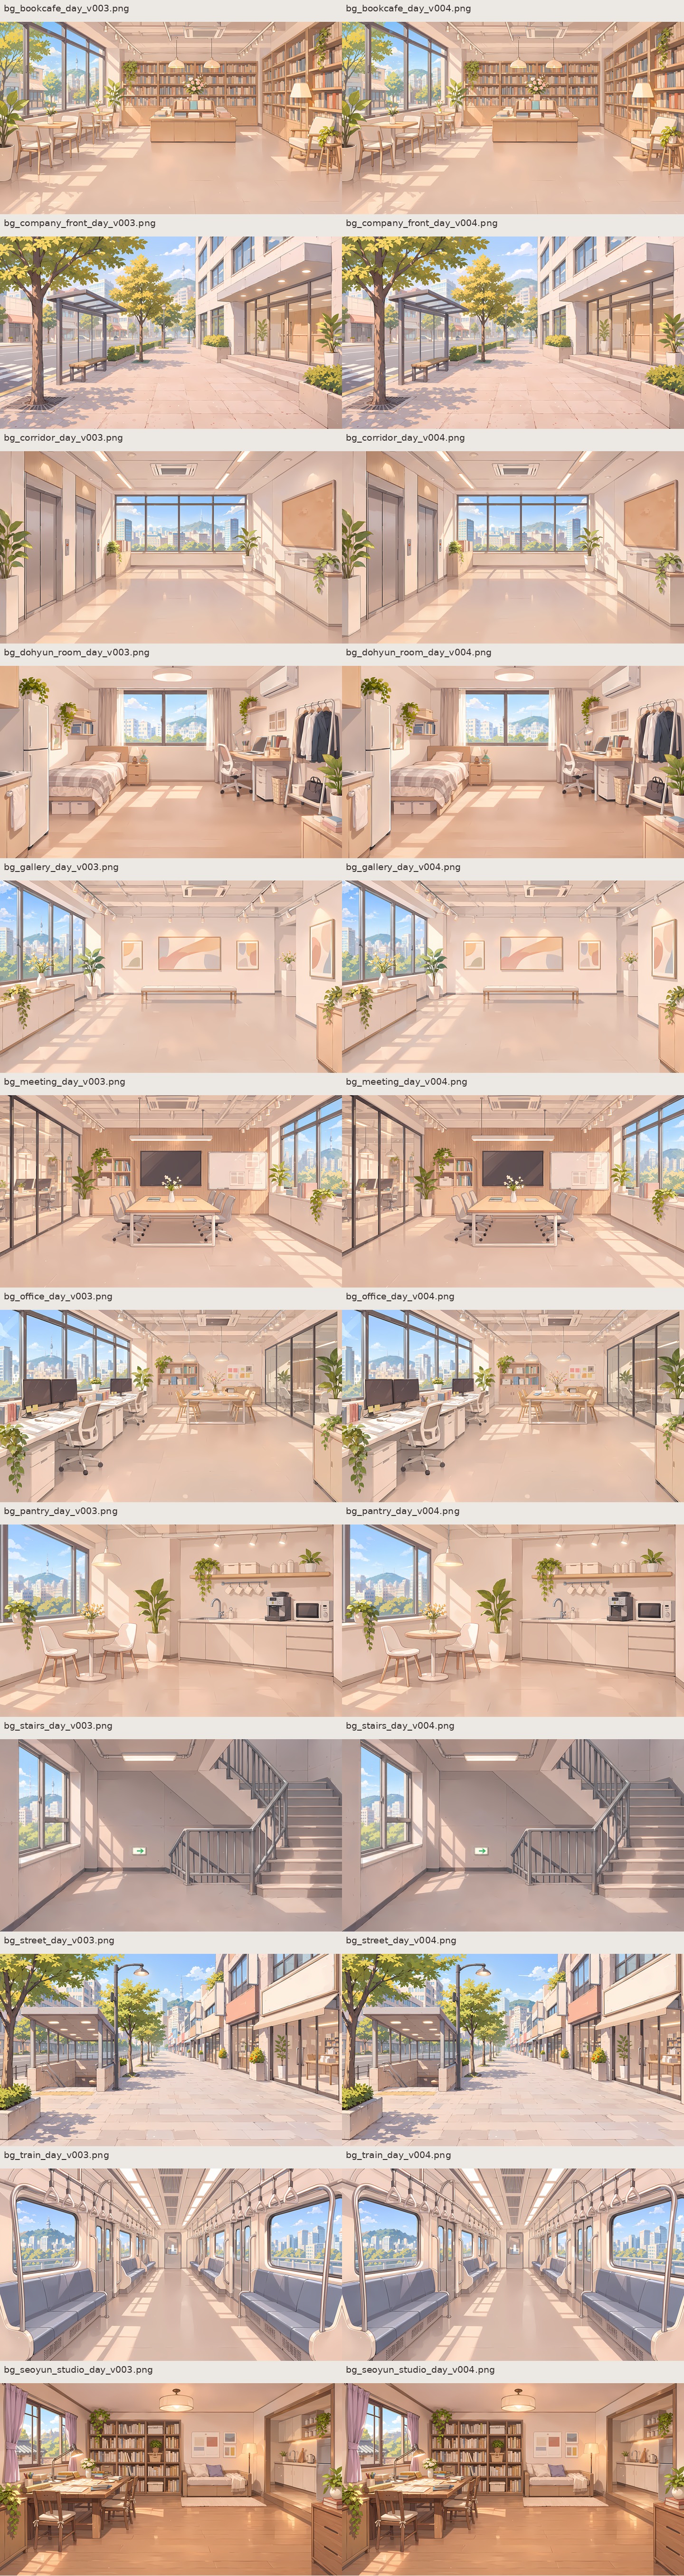 bg_bookcafe_day_v003.png
bg_bookcafe_day_v004.png
bg_company_front_day_v003.png
bg_company_front_day_v004.png
bg_corridor_day_v003.png
bg_corridor_day_v004.png
bg_dohyun_room_day_v003.png
bg_dohyun_room_day_v004.png
bg_gallery_day_v003.png
bg_gallery_day_v004.png
bg_meeting_day_v003.png
bg_meeting_day_v004.png
bg_office_day_v003.png
bg_office_day_v004.png
bg_pantry_day_v003.png
bg_pantry_day_v004.png
bg_stairs_day_v003.png
bg_stairs_day_v004.png
bg_street_day_v003.png
bg_street_day_v004.png
bg_train_day_v003.png
bg_train_day_v004.png
bg_seoyun_studio_day_v003.png
bg_seoyun_studio_day_v004.png